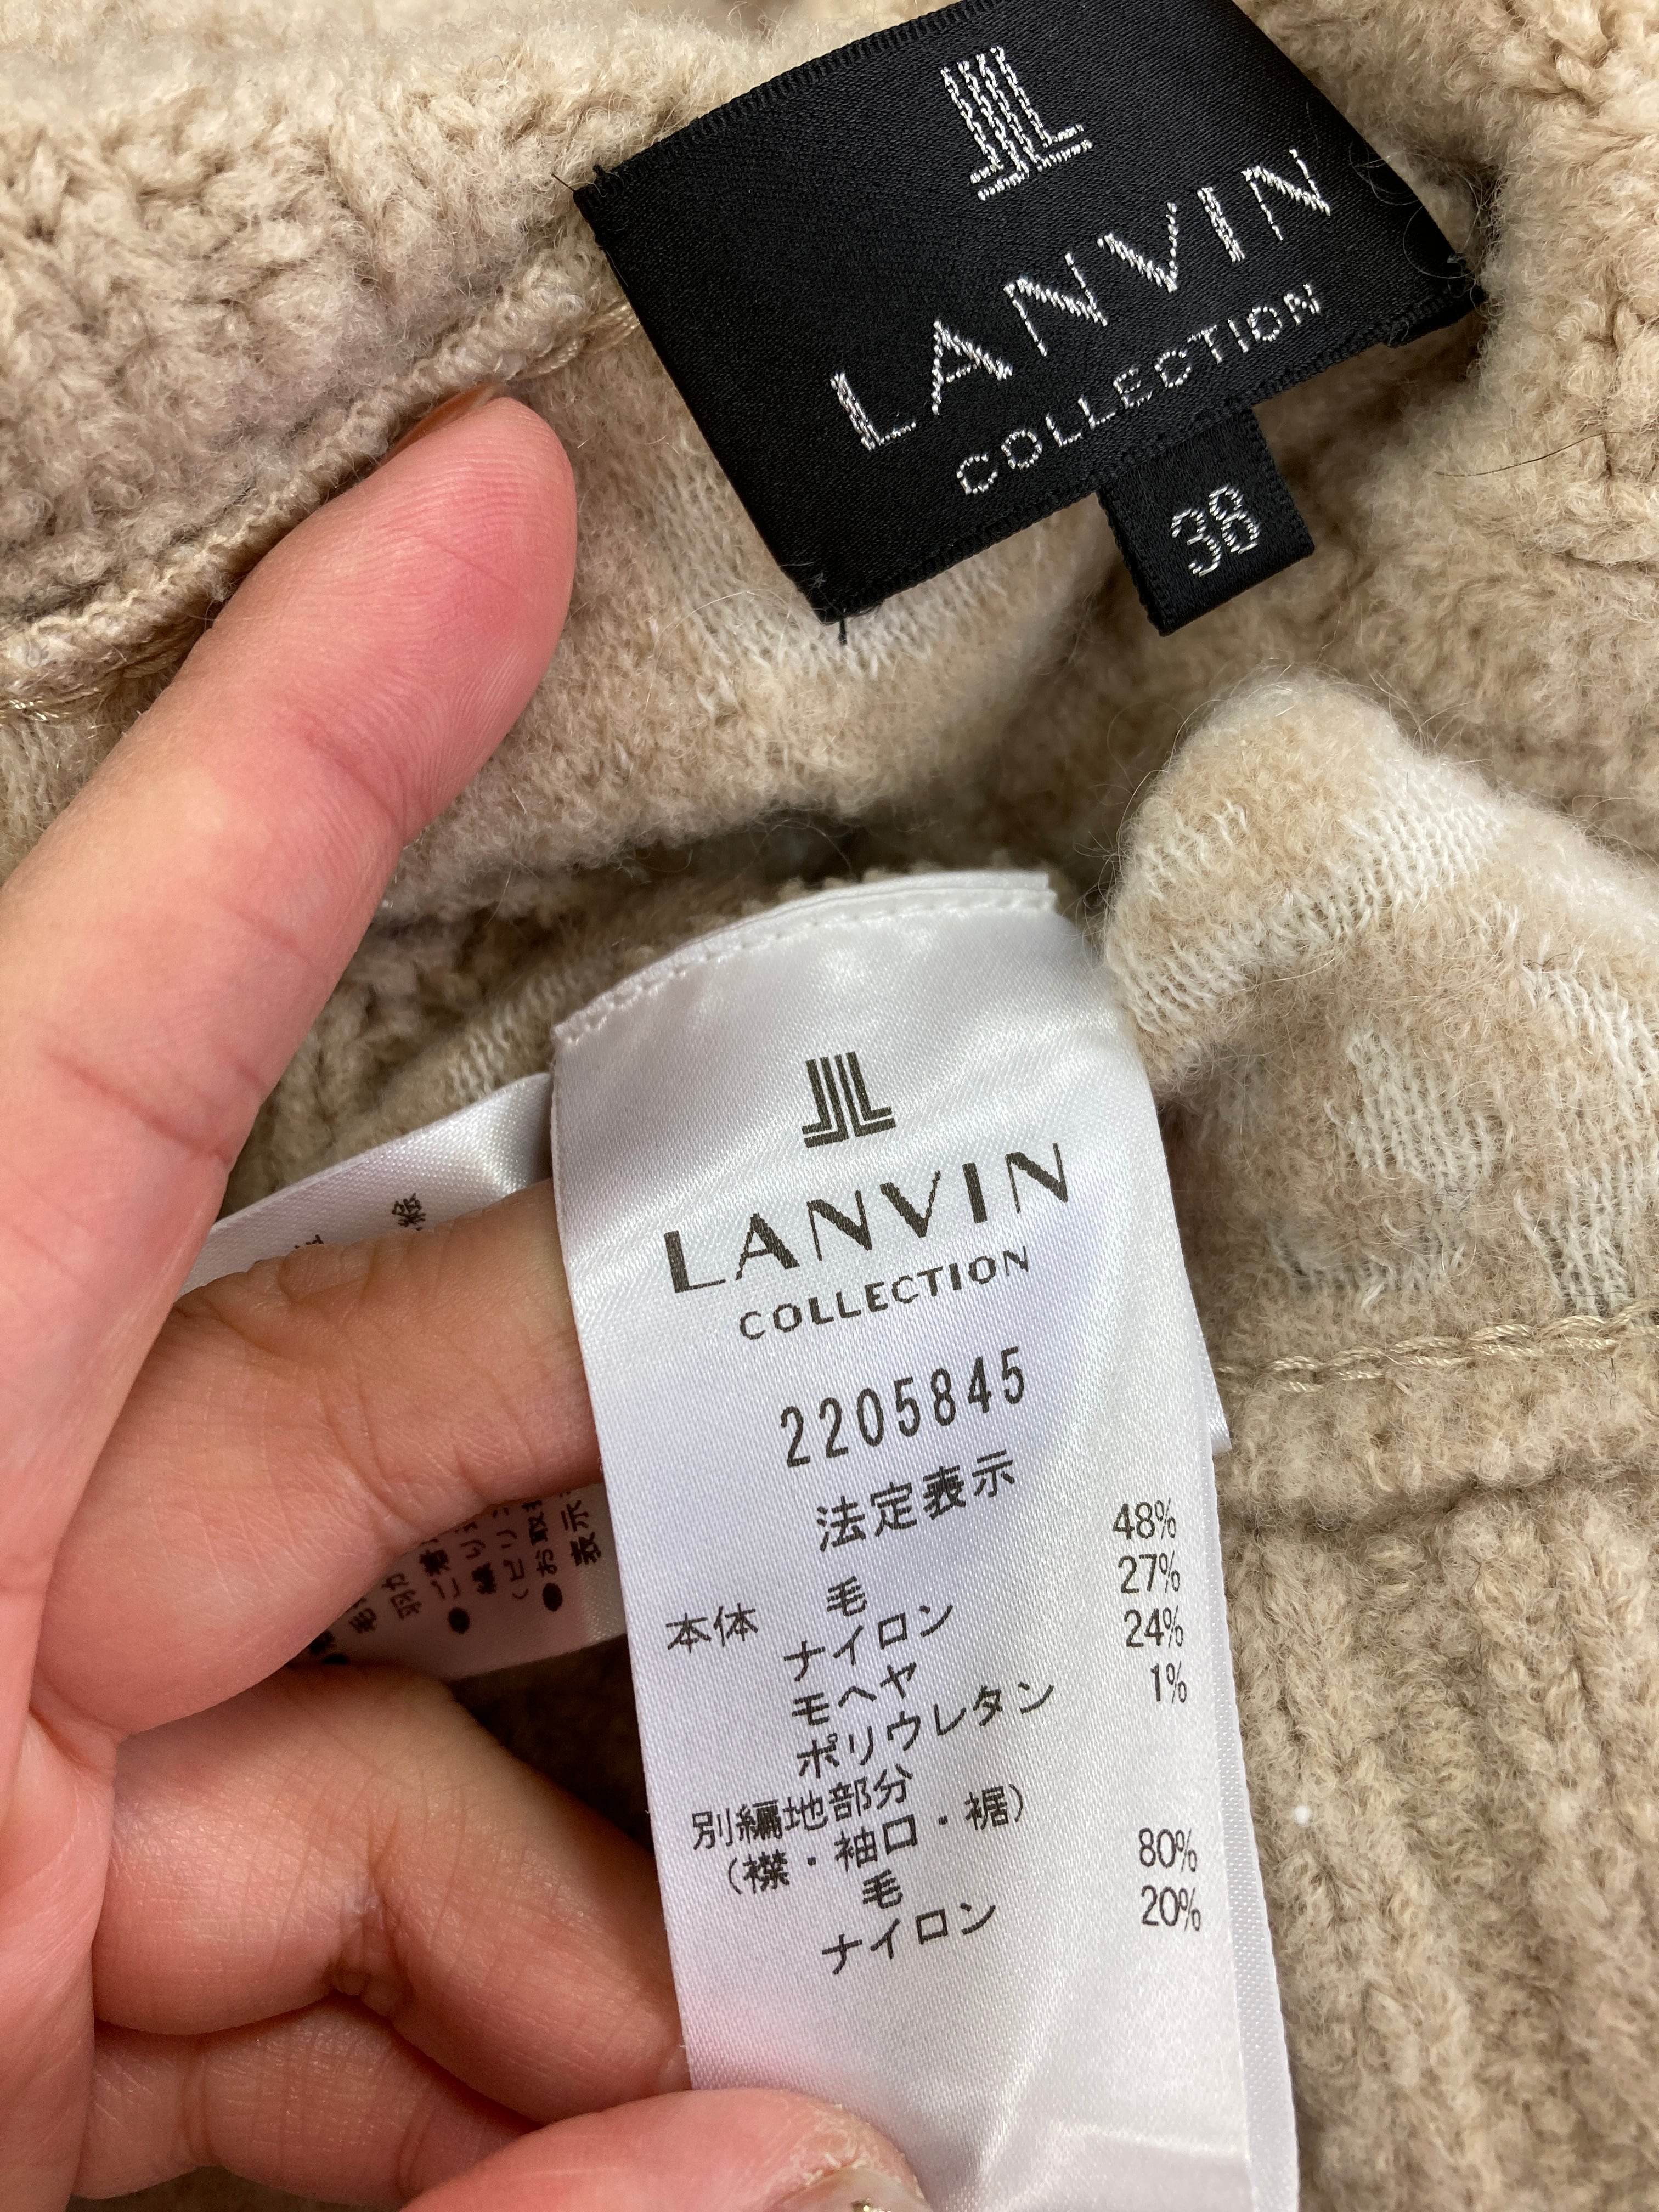 LANVIN
COLLECTION
38
LANVIN
COLLECTION
2205845
法定表示
本体 毛 48%
ナイロン 27%
モヘヤ 24%
ポリウレタン 1%
別編地部分
(襟・袖口・裾)
毛 80%
ナイロン 20%